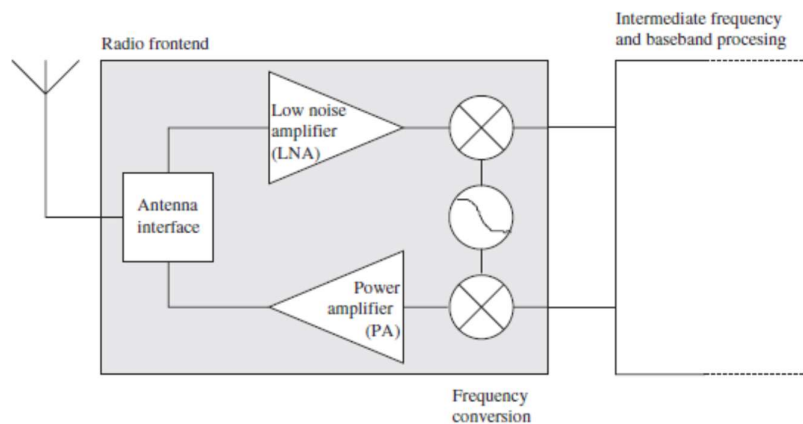 Radio frontend
Intermediate frequency
and baseband procesing
Low noise
amplifier
(LNA)
Antenna
interface
Power
amplifier
(PA)
Frequency
conversion